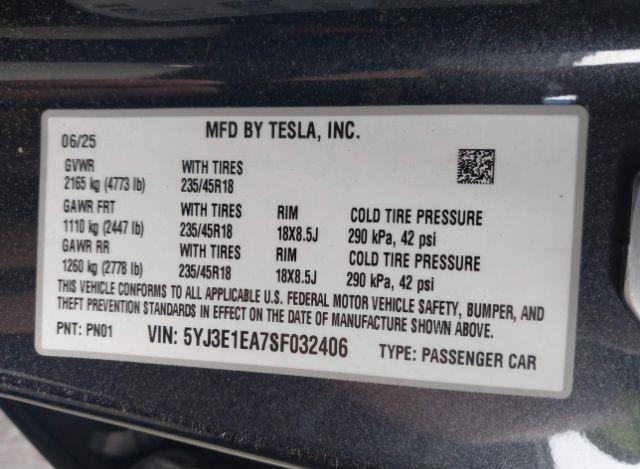 MFD BY TESLA, INC.
06/25
GVWR WITH TIRES
2165 kg (4773 lb) 235/45R18
GAWR FRT WITH TIRES RIM COLD TIRE PRESSURE
1110 kg (2447 lb) 235/45R18 18X8.5J 290 kPa, 42 psi
GAWR RR WITH TIRES RIM COLD TIRE PRESSURE
1260 kg (2778 lb) 235/45R18 18X8.5J 290 kPa, 42 psi
THIS VEHICLE CONFORMS TO ALL APPLICABLE U.S. FEDERAL MOTOR VEHICLE SAFETY, BUMPER, AND
THEFT PREVENTION STANDARDS IN EFFECT ON THE DATE OF MANUFACTURE SHOWN ABOVE.
PNT: PN01 VIN: 5YJ3E1EA7SF032406 TYPE: PASSENGER CAR